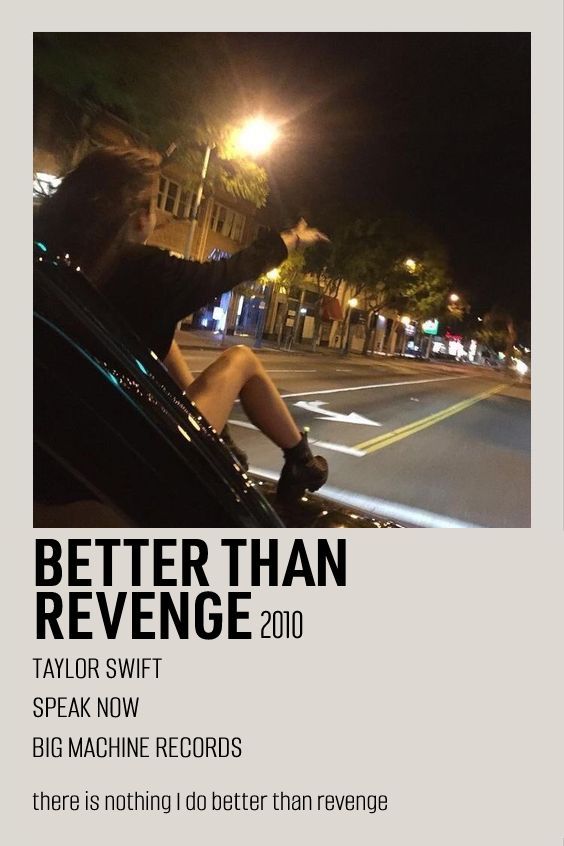 BETTER THAN
REVENGE 2010
TAYLOR SWIFT
SPEAK NOW
BIG MACHINE RECORDS
there is nothing I do better than revenge